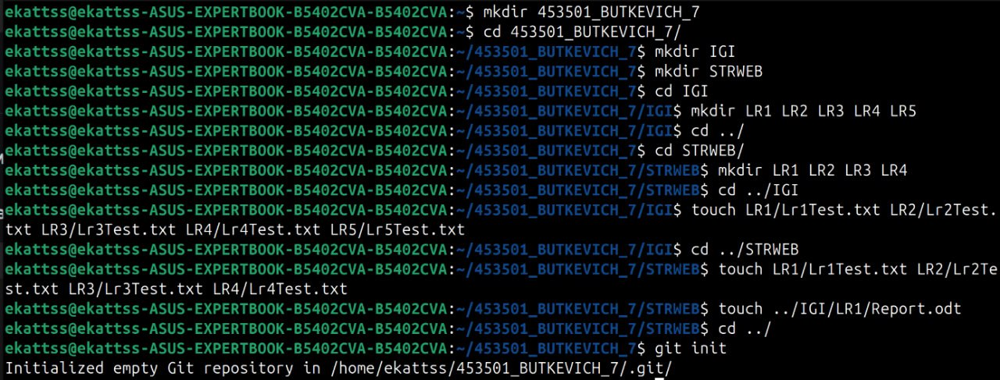 ekattss@ekattss-ASUS-EXPERTBOOK-B5402CVA-B5402CVA:~$ mkdir 453501_BUTKEVICH_7
ekattss@ekattss-ASUS-EXPERTBOOK-B5402CVA-B5402CVA:~$ cd 453501_BUTKEVICH_7/
ekattss@ekattss-ASUS-EXPERTBOOK-B5402CVA-B5402CVA:~/453501_BUTKEVICH_7$ mkdir IGI
ekattss@ekattss-ASUS-EXPERTBOOK-B5402CVA-B5402CVA:~/453501_BUTKEVICH_7$ mkdir STRWEB
ekattss@ekattss-ASUS-EXPERTBOOK-B5402CVA-B5402CVA:~/453501_BUTKEVICH_7$ cd IGI
ekattss@ekattss-ASUS-EXPERTBOOK-B5402CVA-B5402CVA:~/453501_BUTKEVICH_7/IGI$ mkdir LR1 LR2 LR3 LR4 LR5
ekattss@ekattss-ASUS-EXPERTBOOK-B5402CVA-B5402CVA:~/453501_BUTKEVICH_7/IGI$ cd ../
ekattss@ekattss-ASUS-EXPERTBOOK-B5402CVA-B5402CVA:~/453501_BUTKEVICH_7$ cd STRWEB/
ekattss@ekattss-ASUS-EXPERTBOOK-B5402CVA-B5402CVA:~/453501_BUTKEVICH_7/STRWEB$ mkdir LR1 LR2 LR3 LR4
ekattss@ekattss-ASUS-EXPERTBOOK-B5402CVA-B5402CVA:~/453501_BUTKEVICH_7/STRWEB$ cd ../IGI
ekattss@ekattss-ASUS-EXPERTBOOK-B5402CVA-B5402CVA:~/453501_BUTKEVICH_7/IGI$ touch LR1/Lr1Test.txt LR2/Lr2Test.
txt LR3/Lr3Test.txt LR4/Lr4Test.txt LR5/Lr5Test.txt
ekattss@ekattss-ASUS-EXPERTBOOK-B5402CVA-B5402CVA:~/453501_BUTKEVICH_7/IGI$ cd ../STRWEB
ekattss@ekattss-ASUS-EXPERTBOOK-B5402CVA-B5402CVA:~/453501_BUTKEVICH_7/STRWEB$ touch LR1/Lr1Test.txt LR2/Lr2Te
st.txt LR3/Lr3Test.txt LR4/Lr4Test.txt
ekattss@ekattss-ASUS-EXPERTBOOK-B5402CVA-B5402CVA:~/453501_BUTKEVICH_7/STRWEB$ touch ../IGI/LR1/Report.odt
ekattss@ekattss-ASUS-EXPERTBOOK-B5402CVA-B5402CVA:~/453501_BUTKEVICH_7/STRWEB$ cd ../
ekattss@ekattss-ASUS-EXPERTBOOK-B5402CVA-B5402CVA:~/453501_BUTKEVICH_7$ git init
Initialized empty Git repository in /home/ekattss/453501_BUTKEVICH_7/.git/